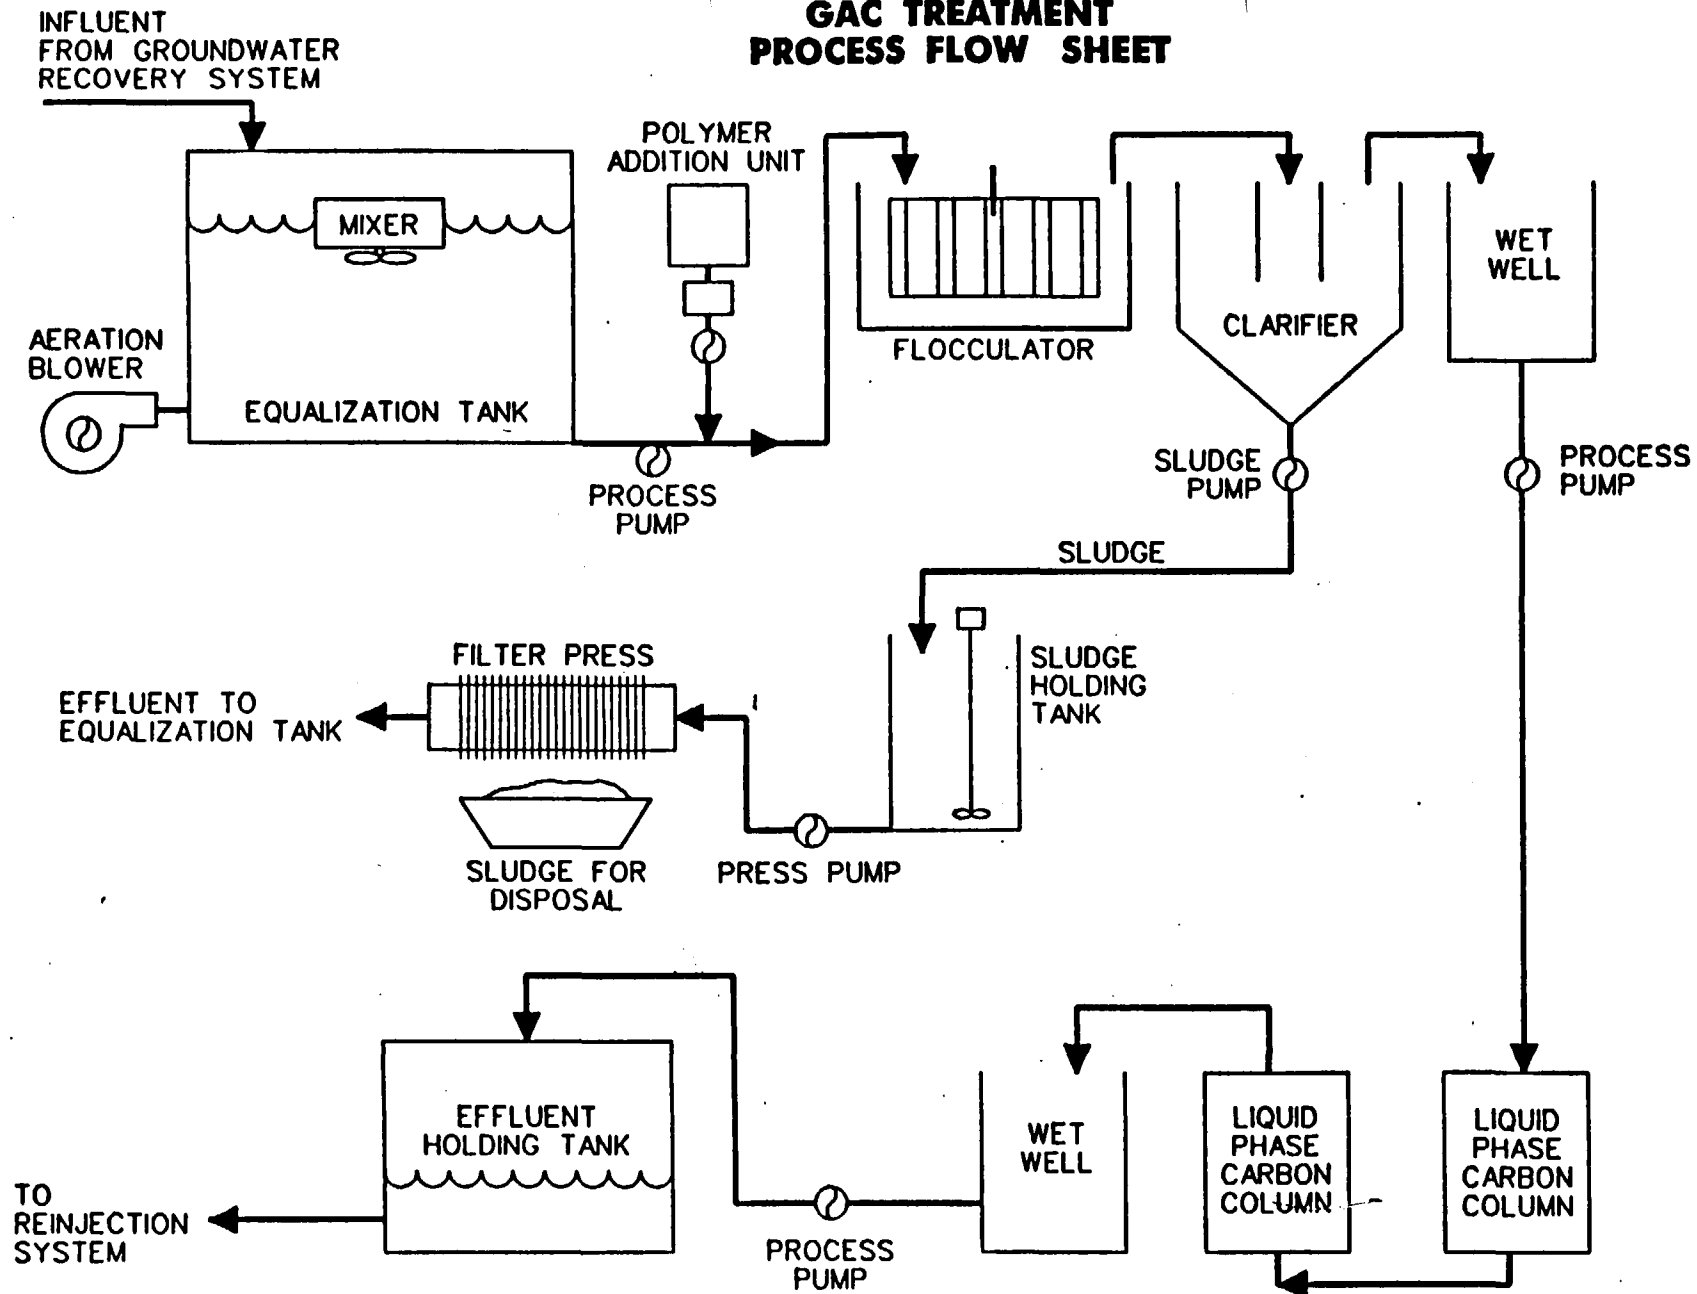 GAC TREATMENT
PROCESS FLOW SHEET
INFLUENT
FROM GROUNDWATER
RECOVERY SYSTEM
POLYMER
ADDITION UNIT
MIXER
WET
WELL
CLARIFIER
AERATION
BLOWER
FLOCCULATOR
EQUALIZATION TANK
PROCESS
PUMP
SLUDGE
PUMP
PROCESS
PUMP
SLUDGE
FILTER PRESS
SLUDGE
HOLDING
TANK
EFFLUENT TO
EQUALIZATION TANK
SLUDGE FOR
DISPOSAL
PRESS PUMP
EFFLUENT
HOLDING TANK
WET
WELL
LIQUID
PHASE
CARBON
COLUMN
LIQUID
PHASE
CARBON
COLUMN
TO
REINJECTION
SYSTEM
PROCESS
PUMP